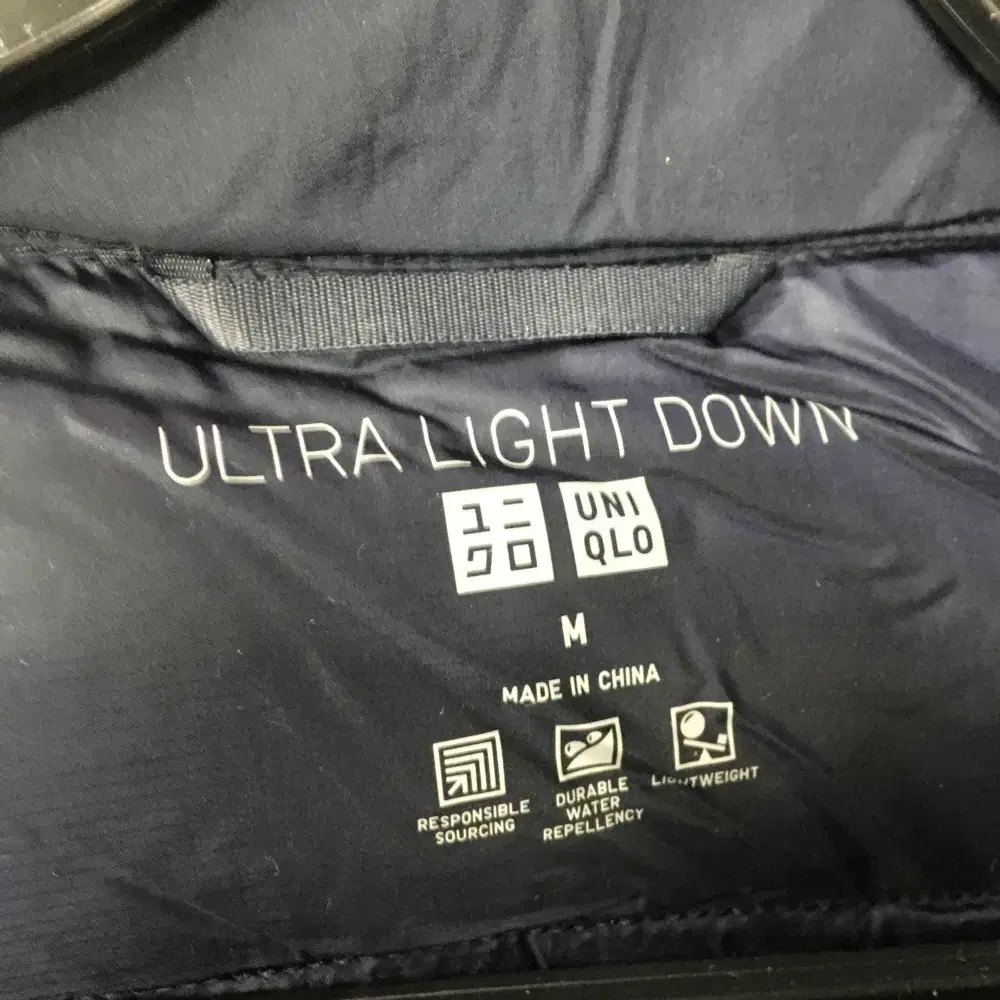 ULTRA LIGHT DOWN
ユニ
クロ
UNI
QLO
M
MADE IN CHINA
RESPONSIBLE
SOURCING
DURABLE
WATER
REPELLENCY
LIGHTWEIGHT